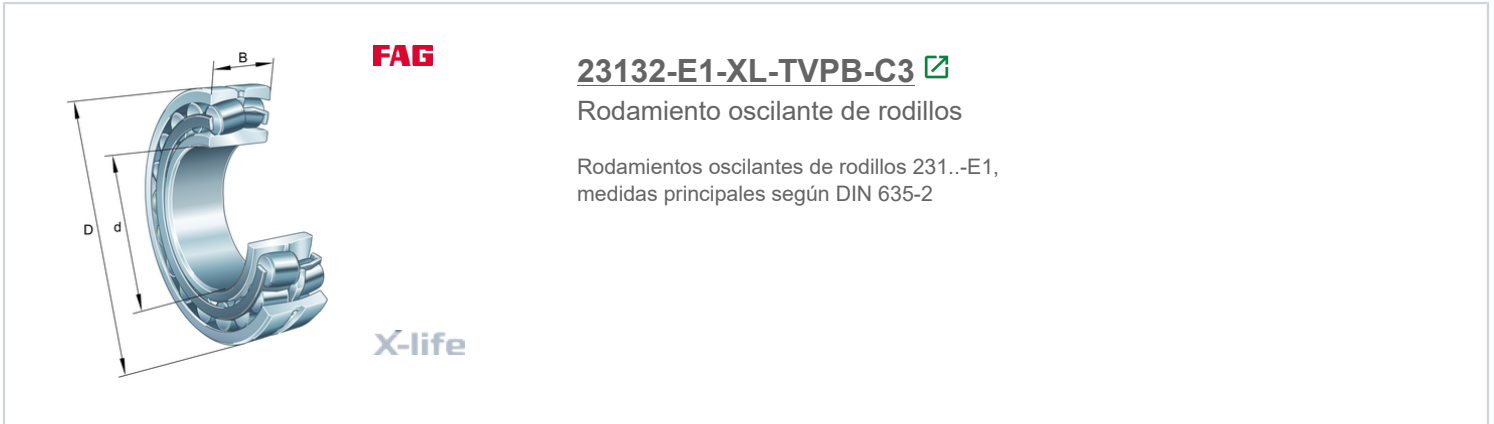 FAG
23132-E1-XL-TVPB-C3
Rodamiento oscilante de rodillos
Rodamientos oscilantes de rodillos 231..-E1,
medidas principales según DIN 635-2
B
D
d
X-life